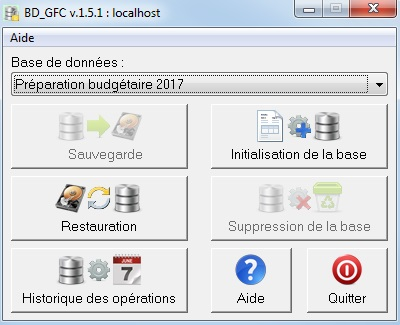 BD_GFC v.1.5.1 : localhost
Aide
Base de données :
Préparation budgétaire 2017
Sauvegarde
Initialisation de la base
Restauration
Suppression de la base
JUNE
7
Historique des opérations
?
Aide
Quitter